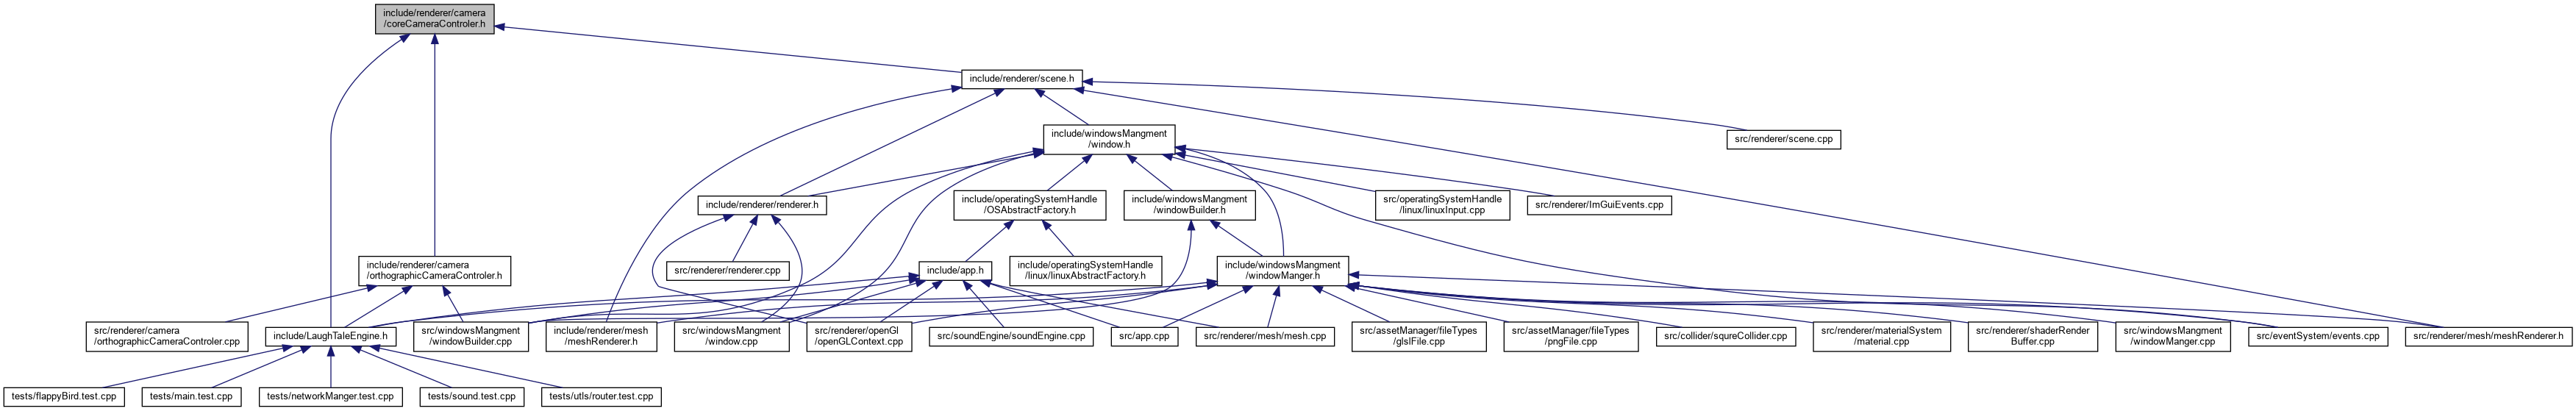 include/renderer/camera
/coreCameraControler.h
include/renderer/scene.h
include/windowsMangment
/window.h
src/renderer/scene.cpp
include/renderer/renderer.h
include/operatingSystemHandle
/OSAbstractFactory.h
include/windowsMangment
/windowBuilder.h
src/operatingSystemHandle
/linux/linuxInput.cpp
src/renderer/ImGuiEvents.cpp
include/renderer/camera
/orthographicCameraControler.h
src/renderer/renderer.cpp
include/app.h
include/operatingSystemHandle
/linux/linuxAbstractFactory.h
include/windowsMangment
/windowManger.h
src/renderer/camera
/orthographicCameraControler.cpp
include/LaughTaleEngine.h
src/windowsMangment
/windowBuilder.cpp
include/renderer/mesh
/meshRenderer.h
src/windowsMangment
/window.cpp
src/renderer/openGl
/openGLContext.cpp
src/soundEngine/soundEngine.cpp
src/app.cpp
src/renderer/mesh/mesh.cpp
src/assetManager/fileTypes
/glslFile.cpp
src/assetManager/fileTypes
/pngFile.cpp
src/collider/squreCollider.cpp
src/renderer/materialSystem
/material.cpp
src/renderer/shaderRender
Buffer.cpp
src/windowsMangment
/windowManger.cpp
src/eventSystem/events.cpp
src/renderer/mesh/meshRenderer.h
tests/flappyBird.test.cpp
tests/main.test.cpp
tests/networkManger.test.cpp
tests/sound.test.cpp
tests/utls/router.test.cpp